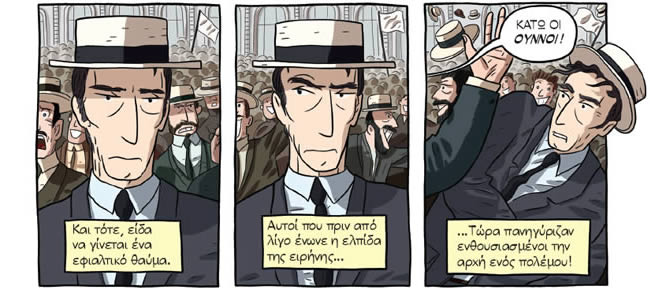 Και τότε, είδα
να γίνεται ένα
εφιαλτικό θαύμα.
Αυτοί που πριν από
λίγο ένωνε η ελπίδα
της ειρήνης...
ΚΑΤΩ ΟΙ
ΟΥΝΝΟΙ!
...Τώρα πανηγύριζαν
ενθουσιασμένοι την
αρχή ενός πολέμου!